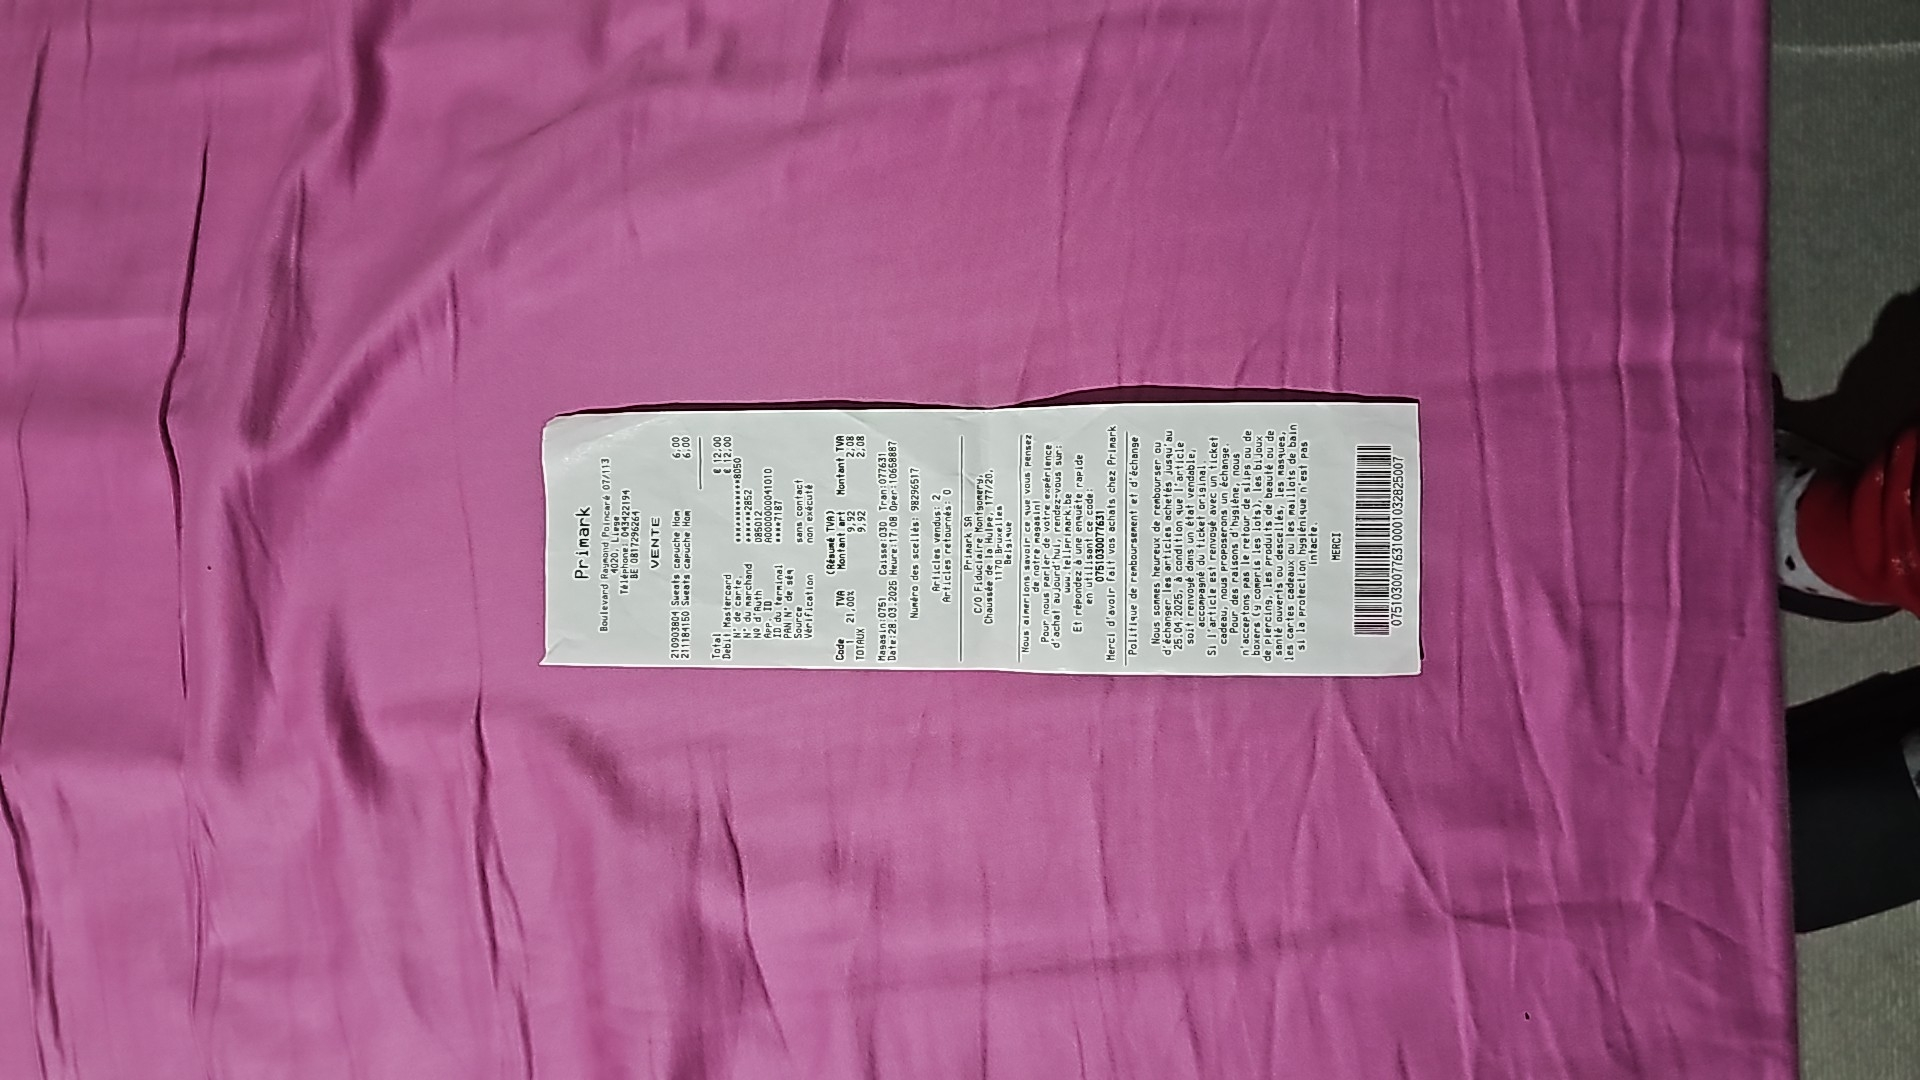 Primark
Boulevard Raymond Poincaré 07/113
4020, Liege
Téléphone: 043422194
BE 0817296264
VENTE
210903804 Sweats capuche Hom 6,00
211184150 Sweats capuche Hom 6,00
Total € 12,00
Debit Mastercard € 12,00
N° de carte. ************8050
N° du marchand ******2852
N° d'Auth 085012
App. ID A0000000041010
ID du terminal ****7187
PAN N° de séq
Source sans contact
Vérification non exécuté
(Résumé TVA)
Code TVA Montant art Montant TVA
1 21,00% 9,92 2,08
TOTAUX 9,92 2,08
Magasin:0751 Caisse:030 Tran:077631
Date:28.03.2025 Heure:17:08 Oper:10658887
Numéro des scellés: 98296517
Articles vendus: 2
Articles retournés: 0
Primark SA
C/O Fiduciaire Montgomery,
Chaussée de la Hulpe, 177/20,
1170 Bruxelles
Belgique
Nous aimerions savoir ce que vous pensez
de notre magasin!
Pour nous parler de votre expérience
d'achat aujourd'hui, rendez-vous sur:
www.tellprimark.be
Et répondez à une enquête rapide
en utilisant ce code:
075103007763​1
Merci d'avoir fait vos achats chez Primark
Politique de remboursement et d'échange
Nous sommes heureux de rembourser ou
d'échanger les articles achetés jusqu'au
25.04.2025, à condition que l'article
soit renvoyé dans un état vendable,
accompagné du ticket original.
Si l'article est renvoyé avec un ticket
cadeau, nous proposerons un échange.
Pour des raisons d'hygiène, nous
n'acceptons pas le retour de slips ou de
boxers (y compris les lots), les bijoux
de piercing, les produits de beauté ou de
santé ouverts ou descellés, les masques,
les cartes cadeaux ou les maillots de bain
si la protection hygiénique n'est pas
intacte.
MERCI
0751030077631000103282​5007